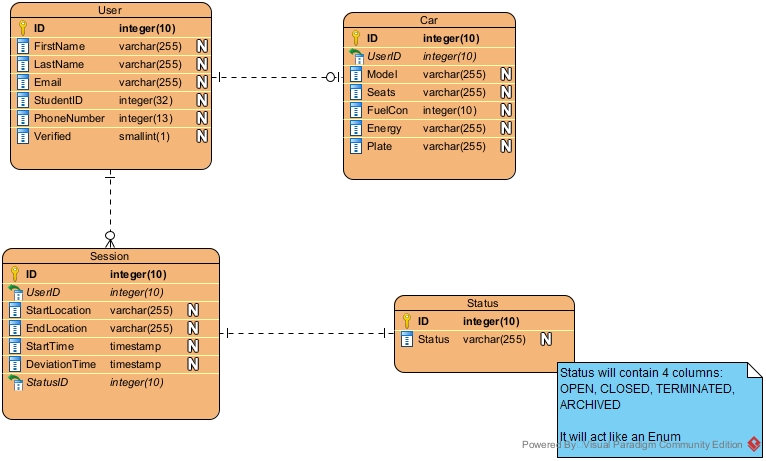 User
ID integer(10)
FirstName varchar(255) N
LastName varchar(255) N
Email varchar(255) N
StudentID integer(32) N
PhoneNumber integer(13) N
Verified smallint(1) N
Car
ID integer(10)
UserID integer(10)
Model varchar(255) N
Seats varchar(255) N
FuelCon integer(10) N
Energy varchar(255) N
Plate varchar(255) N
Session
ID integer(10)
UserID integer(10)
StartLocation varchar(255) N
EndLocation varchar(255) N
StartTime timestamp N
DeviationTime timestamp N
StatusID integer(10)
Status
ID integer(10)
Status varchar(255) N
Status will contain 4 columns:
OPEN, CLOSED, TERMINATED,
ARCHIVED
It will act like an Enum
Powered By: Visual Paradigm Community Edition